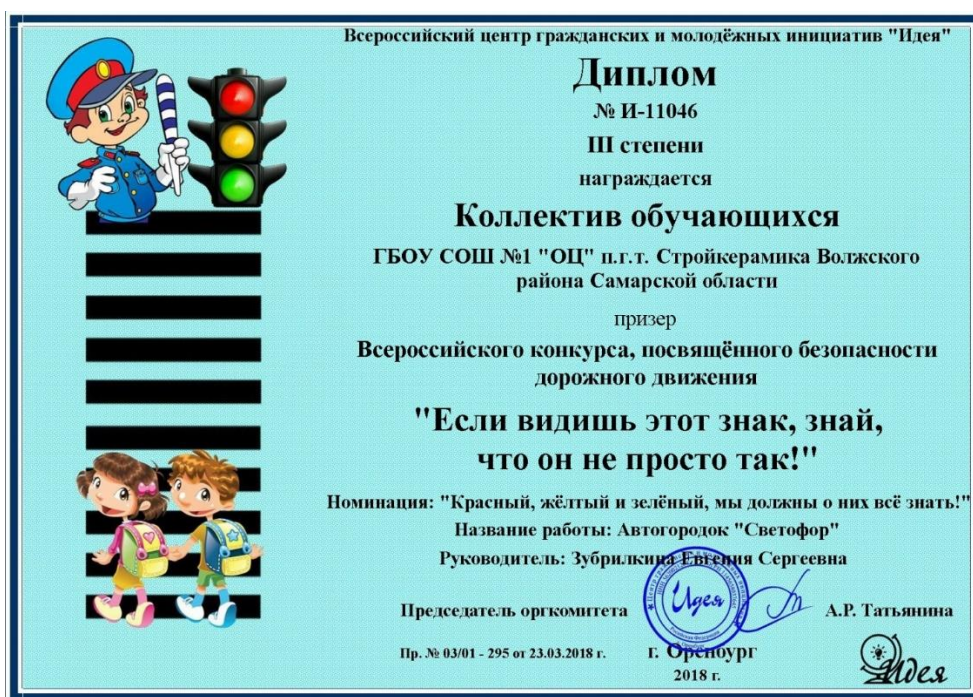 Всероссийский центр гражданских и молодёжных инициатив "Идея"
Диплом
№ И-11046
III степени
награждается
Коллектив обучающихся
ГБОУ СОШ №1 "ОЦ" п.г.т. Стройкерамика Волжского
района Самарской области
призер
Всероссийского конкурса, посвящённого безопасности
дорожного движения
"Если видишь этот знак, знай,
что он не просто так!"
Номинация: "Красный, жёлтый и зелёный, мы должны о них всё знать!"
Название работы: Автогородок "Светофор"
Руководитель: Зубрилкина Евгения Сергеевна
Идея
Председатель оргкомитета
А.Р. Татьянина
Пр. № 03/01 - 295 от 23.03.2018 г.
г. Оренбург
2018 г.
Идея